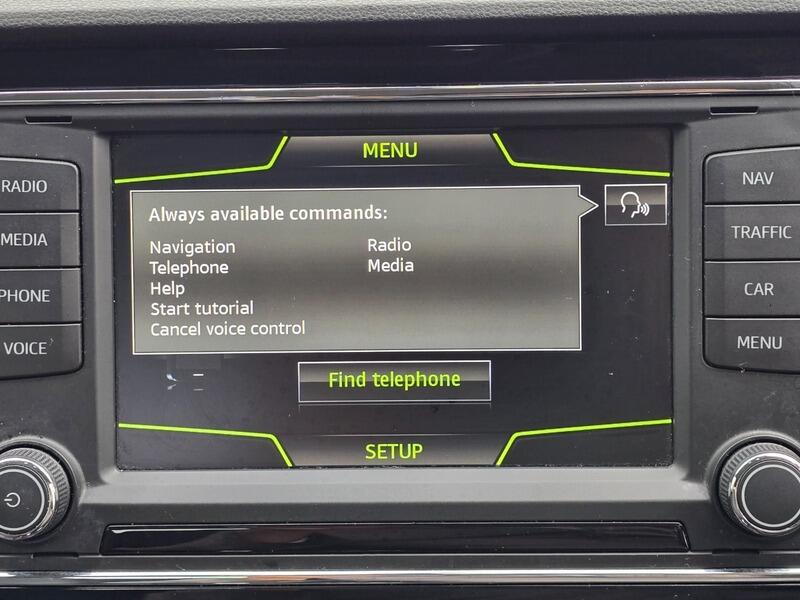 MENU
RADIO
MEDIA
PHONE
VOICE
Always available commands:
Navigation
Telephone
Help
Start tutorial
Cancel voice control
Radio
Media
Find telephone
SETUP
NAV
TRAFFIC
CAR
MENU